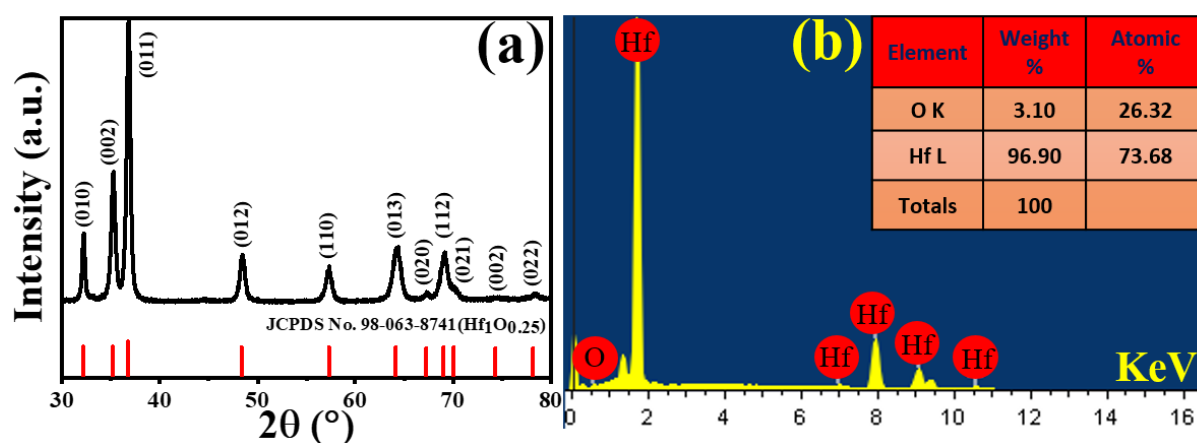 (a)
Intensity (a.u.)
(010)
(002)
(011)
(012)
(110)
(013)
(020)
(112)
(021)
(002)
(022)
JCPDS No. 98-063-8741(Hf₁O₀.₂₅)
30 40 50 60 70 80
2θ (°)
(b)
Hf
Element Weight % Atomic %
O K 3.10 26.32
Hf L 96.90 73.68
Totals 100
O
Hf
Hf
Hf
Hf
KeV
0 2 4 6 8 10 12 14 16